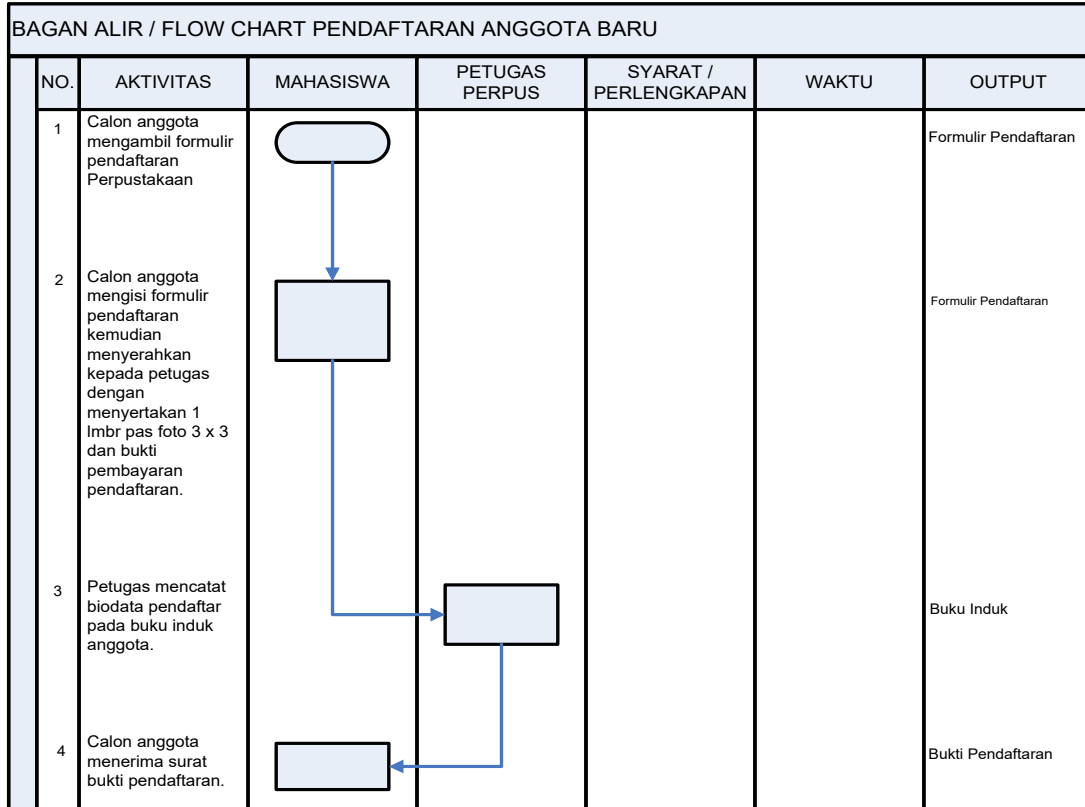 BAGAN ALIR / FLOW CHART PENDAFTARAN ANGGOTA BARU
NO.
AKTIVITAS
MAHASISWA
PETUGAS
PERPUS
SYARAT /
PERLENGKAPAN
WAKTU
OUTPUT
1
Calon anggota
mengambil formulir
pendaftaran
Perpustakaan
Formulir Pendaftaran
2
Calon anggota
mengisi formulir
pendaftaran
kemudian
menyerahkan
kepada petugas
dengan
menyertakan 1
lmbr pas foto 3 x 3
dan bukti
pembayaran
pendaftaran.
Formulir Pendaftaran
3
Petugas mencatat
biodata pendaftar
pada buku induk
anggota.
Buku Induk
4
Calon anggota
menerima surat
bukti pendaftaran.
Bukti Pendaftaran